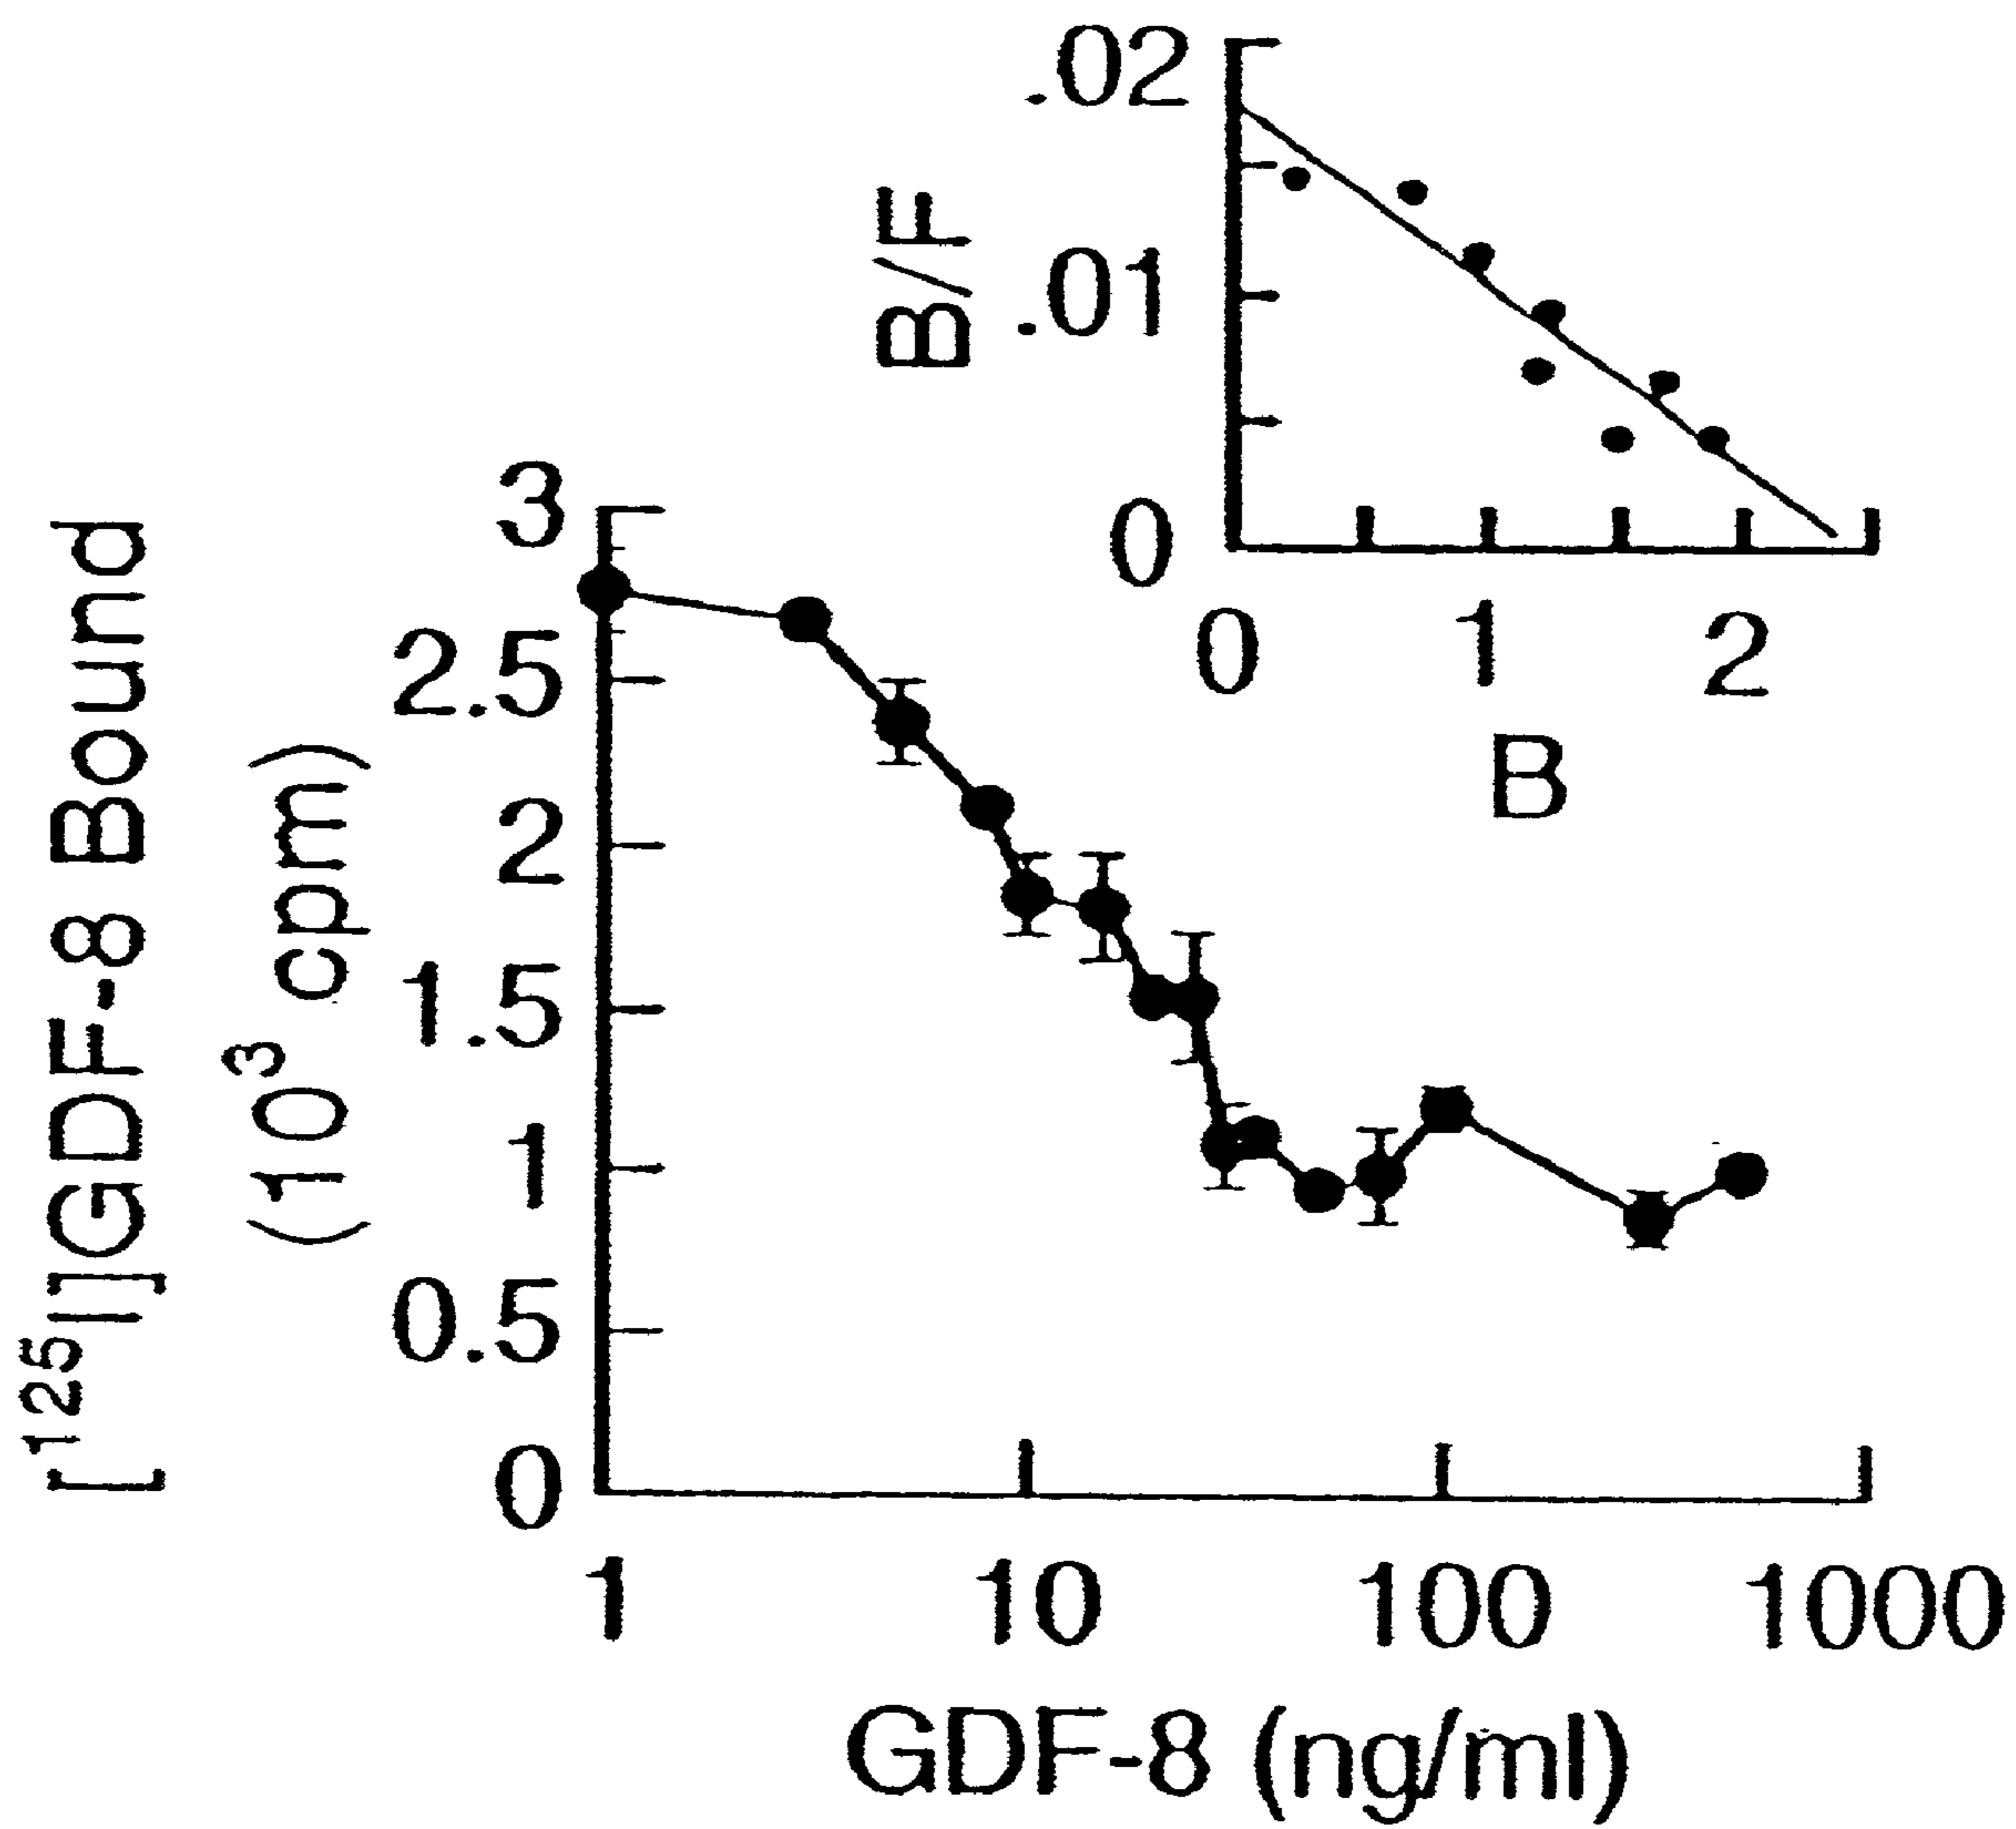 .02
.01
0
B/F
0 1 2
B
3
2.5
2
1.5
1
0.5
0
[¹²⁵I]GDF-8 Bound
(10³ cpm)
1 10 100 1000
GDF-8 (ng/ml)